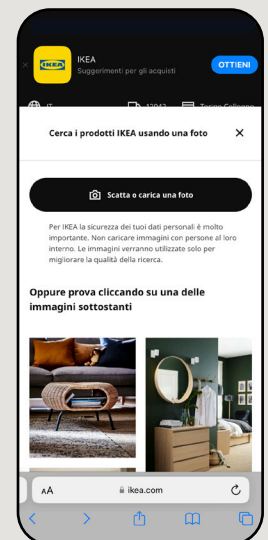 IKEA
IKEA
Suggerimenti per gli acquisti
OTTIENI
Cerca i prodotti IKEA usando una foto
Scatta o carica una foto
Per IKEA la sicurezza dei tuoi dati personali è molto
importante. Non caricare immagini con persone al loro
interno. Le immagini verranno utilizzate solo per
migliorare la qualità della ricerca.
Oppure prova cliccando su una delle
immagini sottostanti
AA
ikea.com